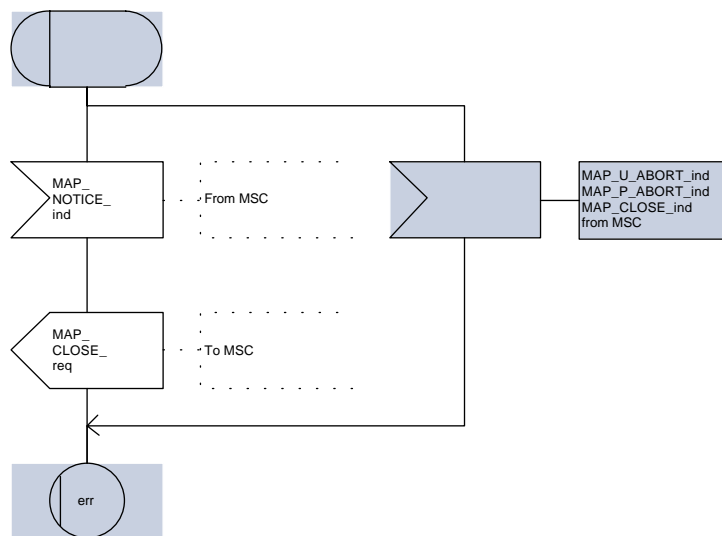 MAP_
NOTICE_
ind
From MSC
MAP_U_ABORT_ind
MAP_P_ABORT_ind
MAP_CLOSE_ind
from MSC
MAP_
CLOSE_
req
To MSC
err